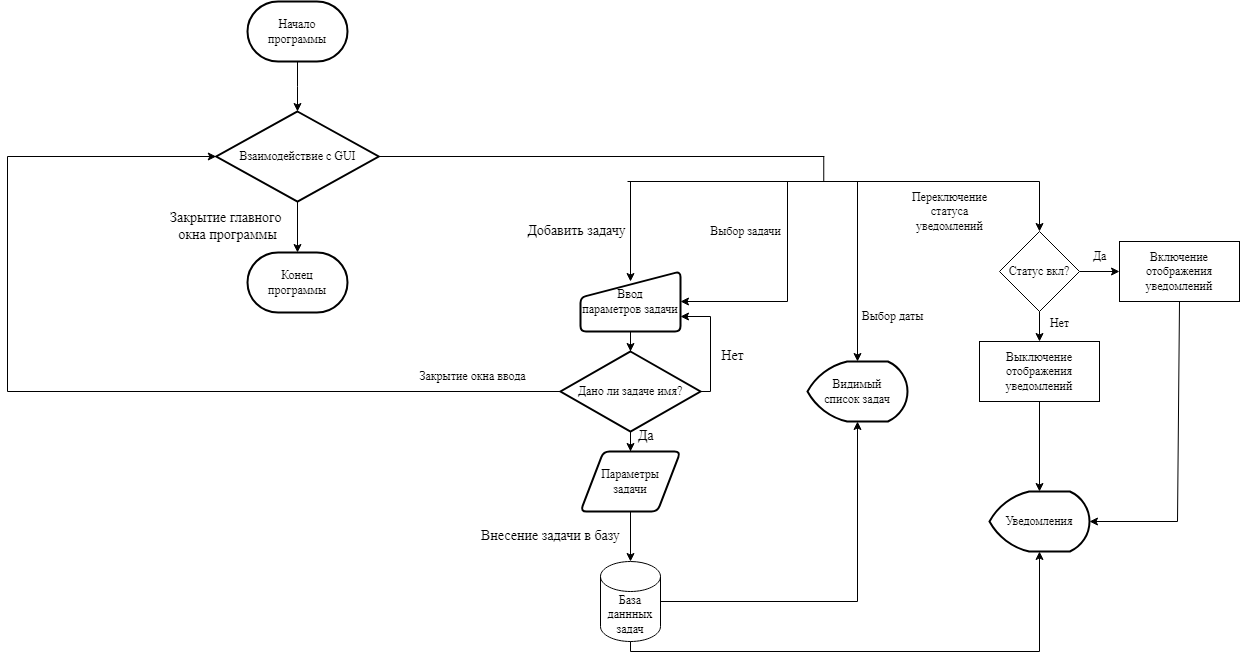 Начало
программы
Взаимодействие с GUI
Закрытие главного
окна программы
Конец
программы
Добавить задачу
Выбор задачи
Переключение
статуса
уведомлений
Статус вкл?
Да
Включение
отображения
уведомлений
Ввод
параметров задачи
Выбор даты
Нет
Выключение
отображения
уведомлений
Нет
Закрытие окна ввода
Дано ли задаче имя?
Видимый
список задач
Да
Параметры
задачи
Внесение задачи в базу
Уведомления
База
даннных
задач